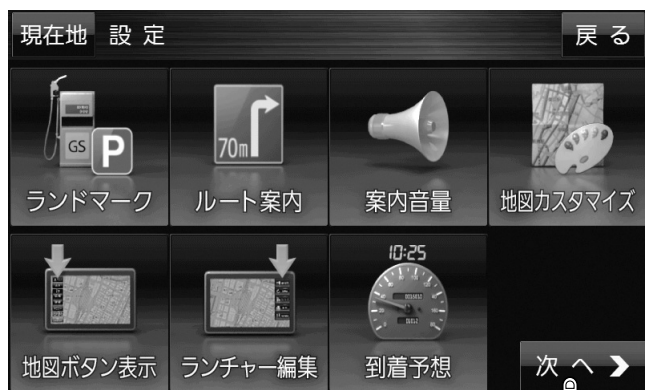 現在地 設定 戻る
GS P
70m
ランドマーク ルート案内 案内音量 地図カスタマイズ
10:25
地図ボタン表示 ランチャー編集 到着予想
次へ